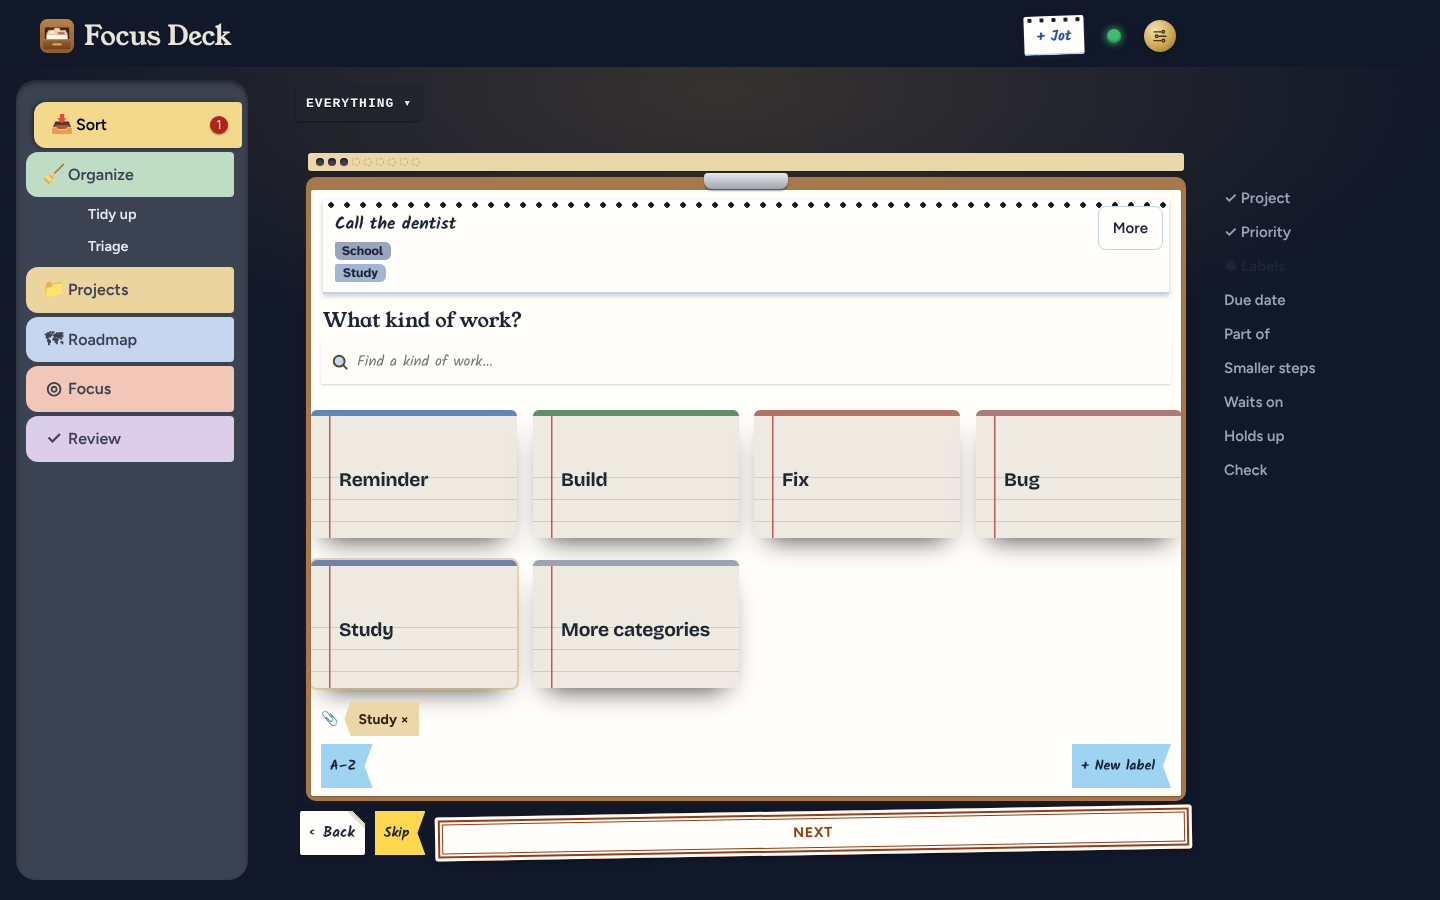 Focus Deck
+ Jot
Sort
1
Organize
Tidy up
Triage
Projects
Roadmap
Focus
Review
EVERYTHING ▾
Call the dentist
School
Study
More
What kind of work?
Find a kind of work...
Reminder
Build
Fix
Bug
Study
More categories
Study ×
A–Z
+ New label
‹ Back
Skip
NEXT
✓ Project
✓ Priority
● Labels
Due date
Part of
Smaller steps
Waits on
Holds up
Check